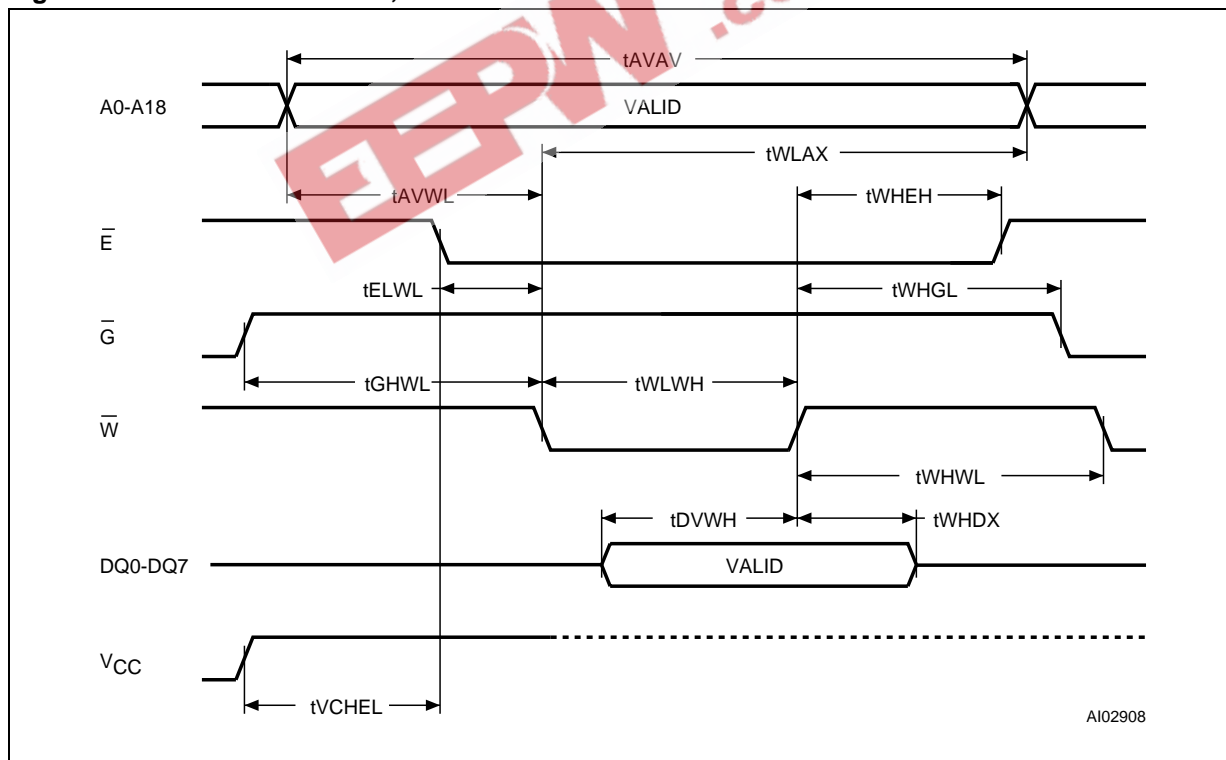 EEPW
tAVAV
A0-A18
VALID
tWLAX
tAVWL
tWHEH
E
tELWL
tWHGL
G
tGHWL
tWLWH
W
tWHWL
tDVWH
tWHDX
DQ0-DQ7
VALID
VCC
tVCHEL
AI02908